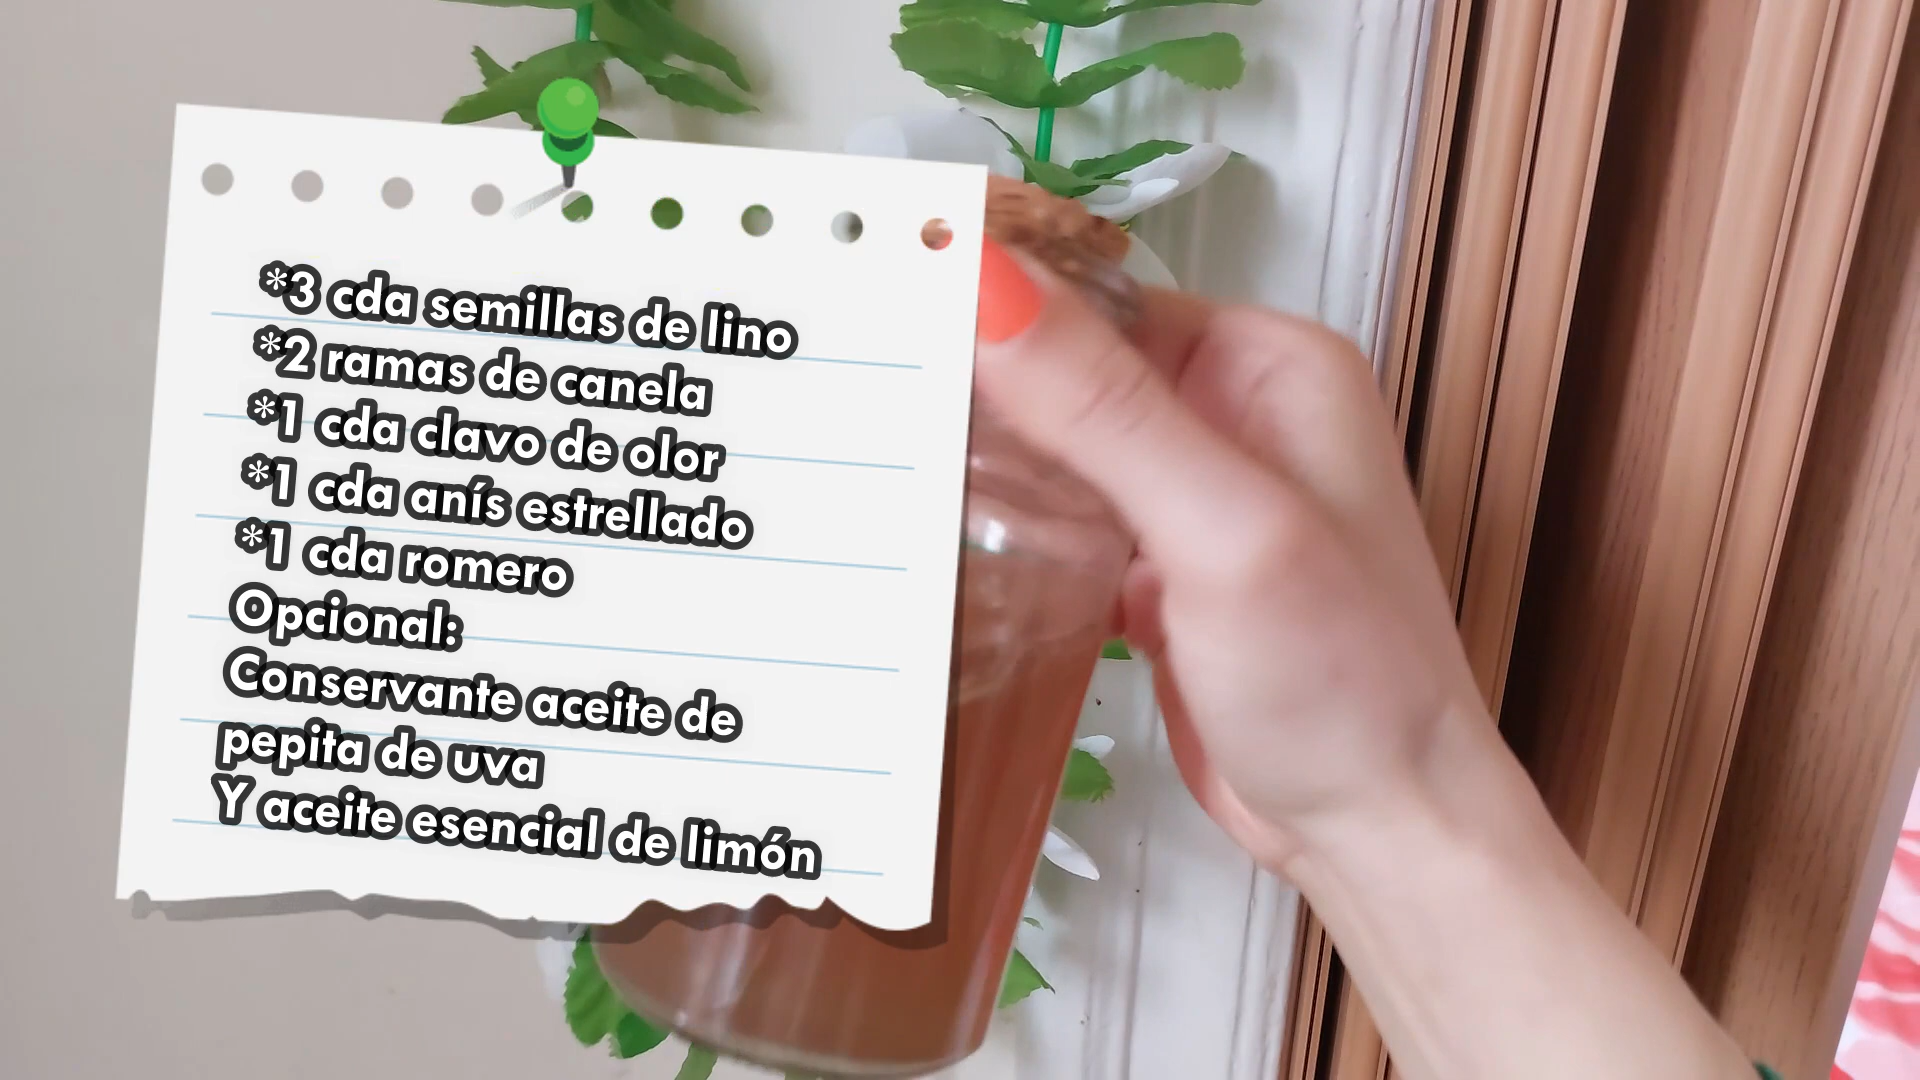 *3 cda semillas de lino
*2 ramas de canela
*1 cda clavo de olor
*1 cda anís estrellado
*1 cda romero
Opcional:
Conservante aceite de
pepita de uva
Y aceite esencial de limón